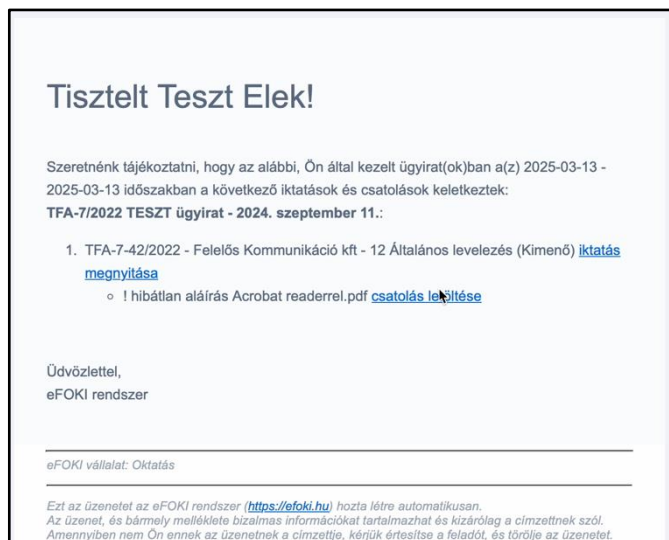 Tisztelt Teszt Elek!
Szeretnénk tájékoztatni, hogy az alábbi, Ön által kezelt ügyirat(ok)ban a(z) 2025-03-13 -
2025-03-13 időszakban a következő iktatások és csatolások keletkeztek:
TFA-7/2022 TESZT ügyirat - 2024. szeptember 11.:
1. TFA-7-42/2022 - Felelős Kommunikáció kft - 12 Általános levelezés (Kimenő) iktatás
megnyitása
! hibátlan aláírás Acrobat readerrel.pdf csatolás letöltése
Üdvözlettel,
eFOKI rendszer
eFOKI vállalat: Oktatás
Ezt az üzenetet az eFOKI rendszer (https://efoki.hu) hozta létre automatikusan.
Az üzenet, és bármely melléklete bizalmas információkat tartalmazhat és kizárólag a címzettnek szól.
Amennyiben nem Ön ennek az üzenetnek a címzettje, kérjük értesítse a feladót, és törölje az üzenetet.